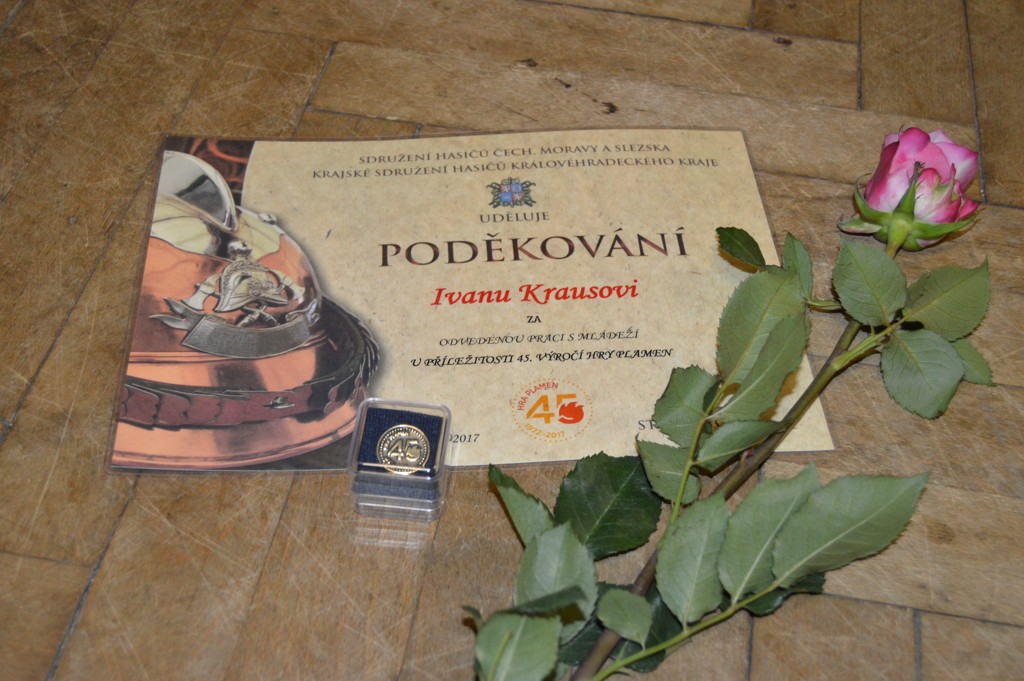 SDRUŽENÍ HASIČŮ ČECH, MORAVY A SLEZSKA
KRAJSKÉ SDRUŽENÍ HASIČŮ KRÁLOVÉHRADECKÉHO KRAJE
UDĚLUJE
PODĚKOVÁNÍ
Ivanu Krausovi
ZA
ODVEDENOU PRACI S MLÁDEŽÍ
U PŘÍLEŽITOSTI 45. VÝROČÍ HRY PLAMEN
HRA PLAMEN
45
1972-2017
2017
45